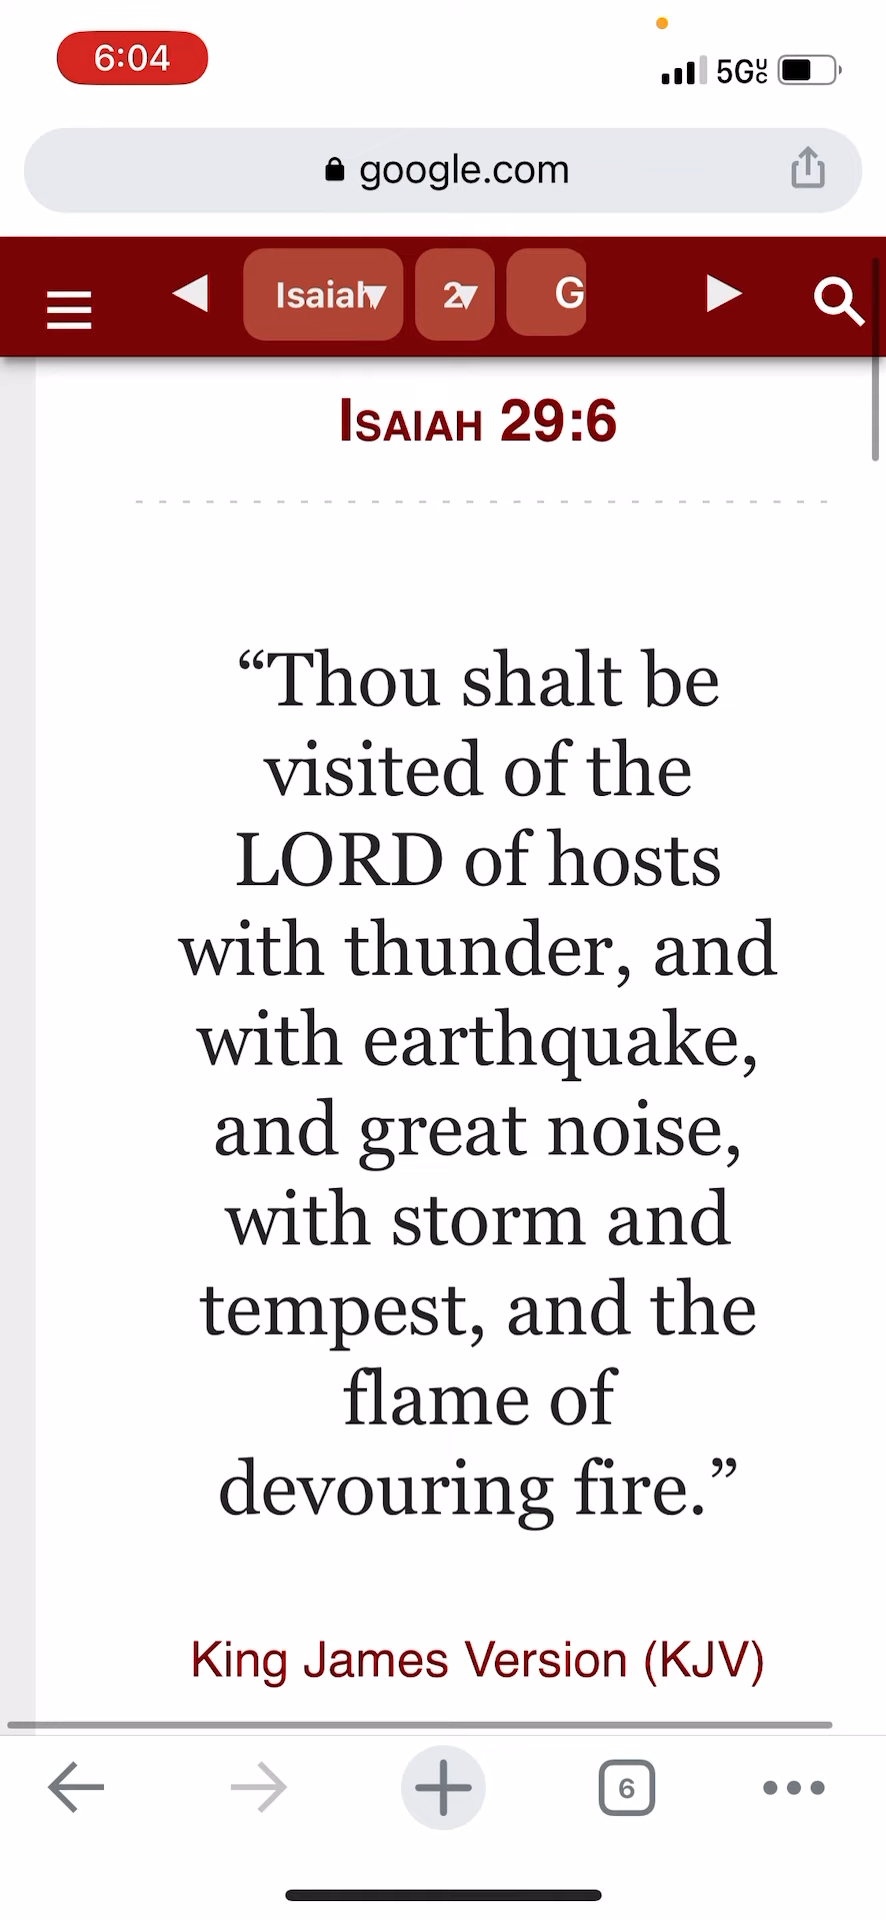 6:04
5G UC
google.com
Isaiah
2
G
Isaiah 29:6
“Thou shalt be
visited of the
LORD of hosts
with thunder, and
with earthquake,
and great noise,
with storm and
tempest, and the
flame of
devouring fire.”
King James Version (KJV)
6